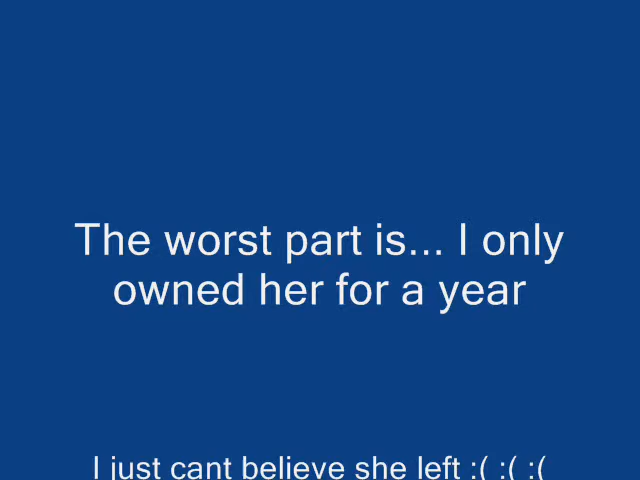 The worst part is... I only
owned her for a year
I just cant believe she left :( :( :(